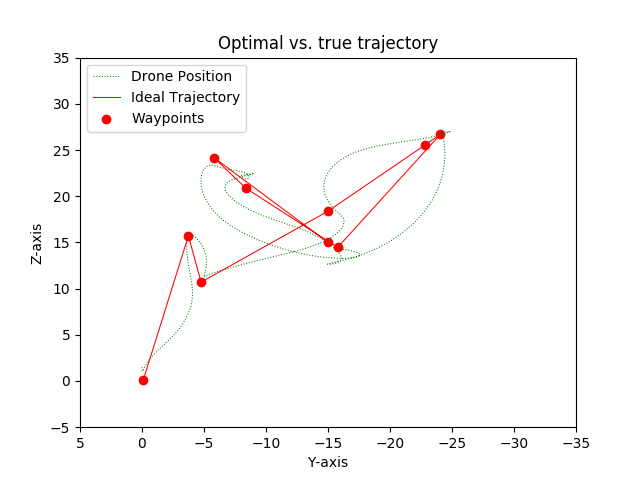 Optimal vs. true trajectory
Drone Position
Ideal Trajectory
Waypoints
35
30
25
20
15
10
5
0
−5
Z-axis
5 0 −5 −10 −15 −20 −25 −30 −35
Y-axis